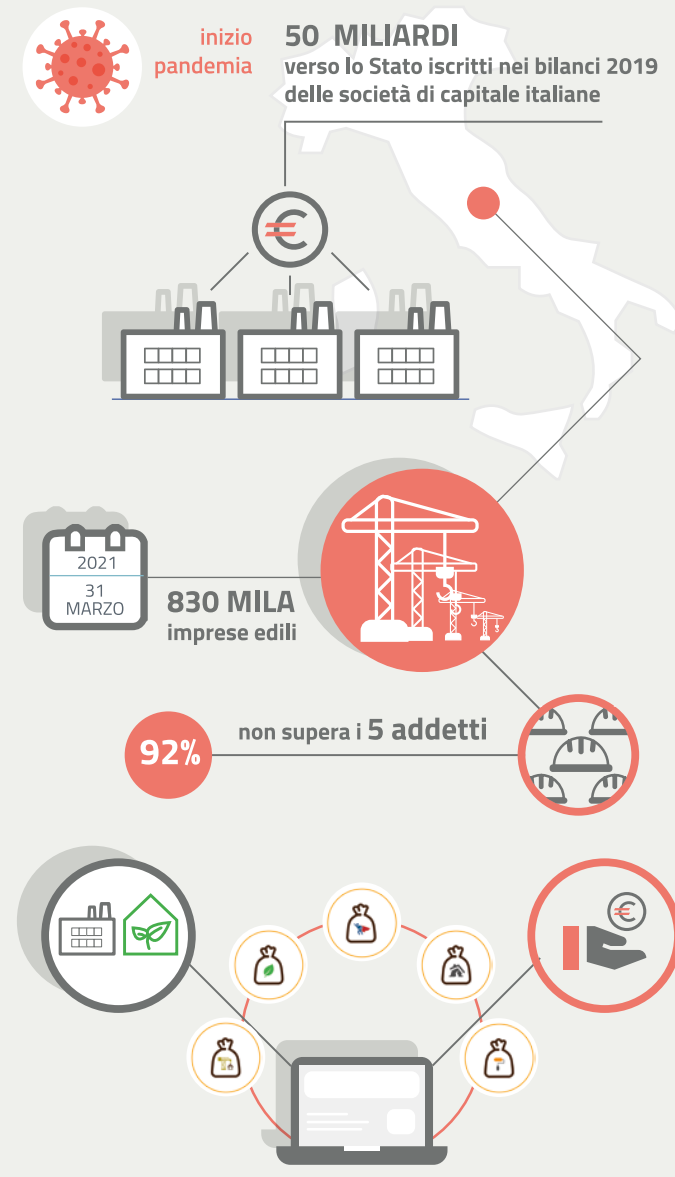 inizio
pandemia
50 MILIARDI
verso lo Stato iscritti nei bilanci 2019
delle società di capitale italiane
2021
31
MARZO
830 MILA
imprese edili
92%
non supera i 5 addetti